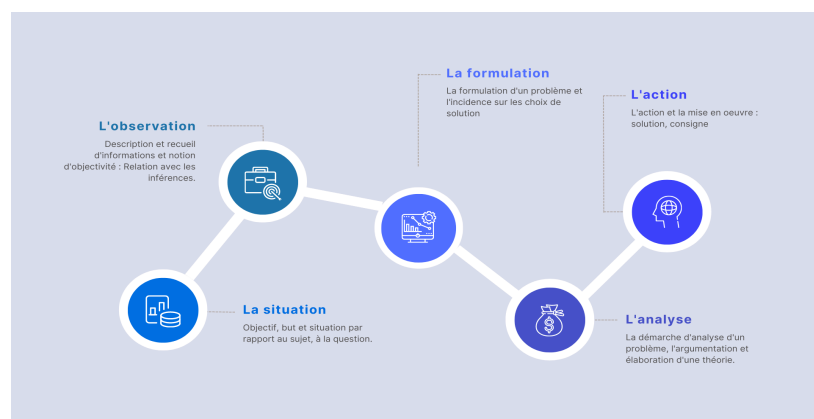 La formulation
La formulation d'un problème et
l'incidence sur les choix de
solution
L'action
L'action et la mise en oeuvre :
solution, consigne
L'observation
Description et recueil
d'informations et notion
d'objectivité : Relation avec les
inférences.
La situation
Objectif, but et situation par
rapport au sujet, à la question.
L'analyse
La démarche d'analyse d'un
problème, l'argumentation et
élaboration d'une théorie.
$